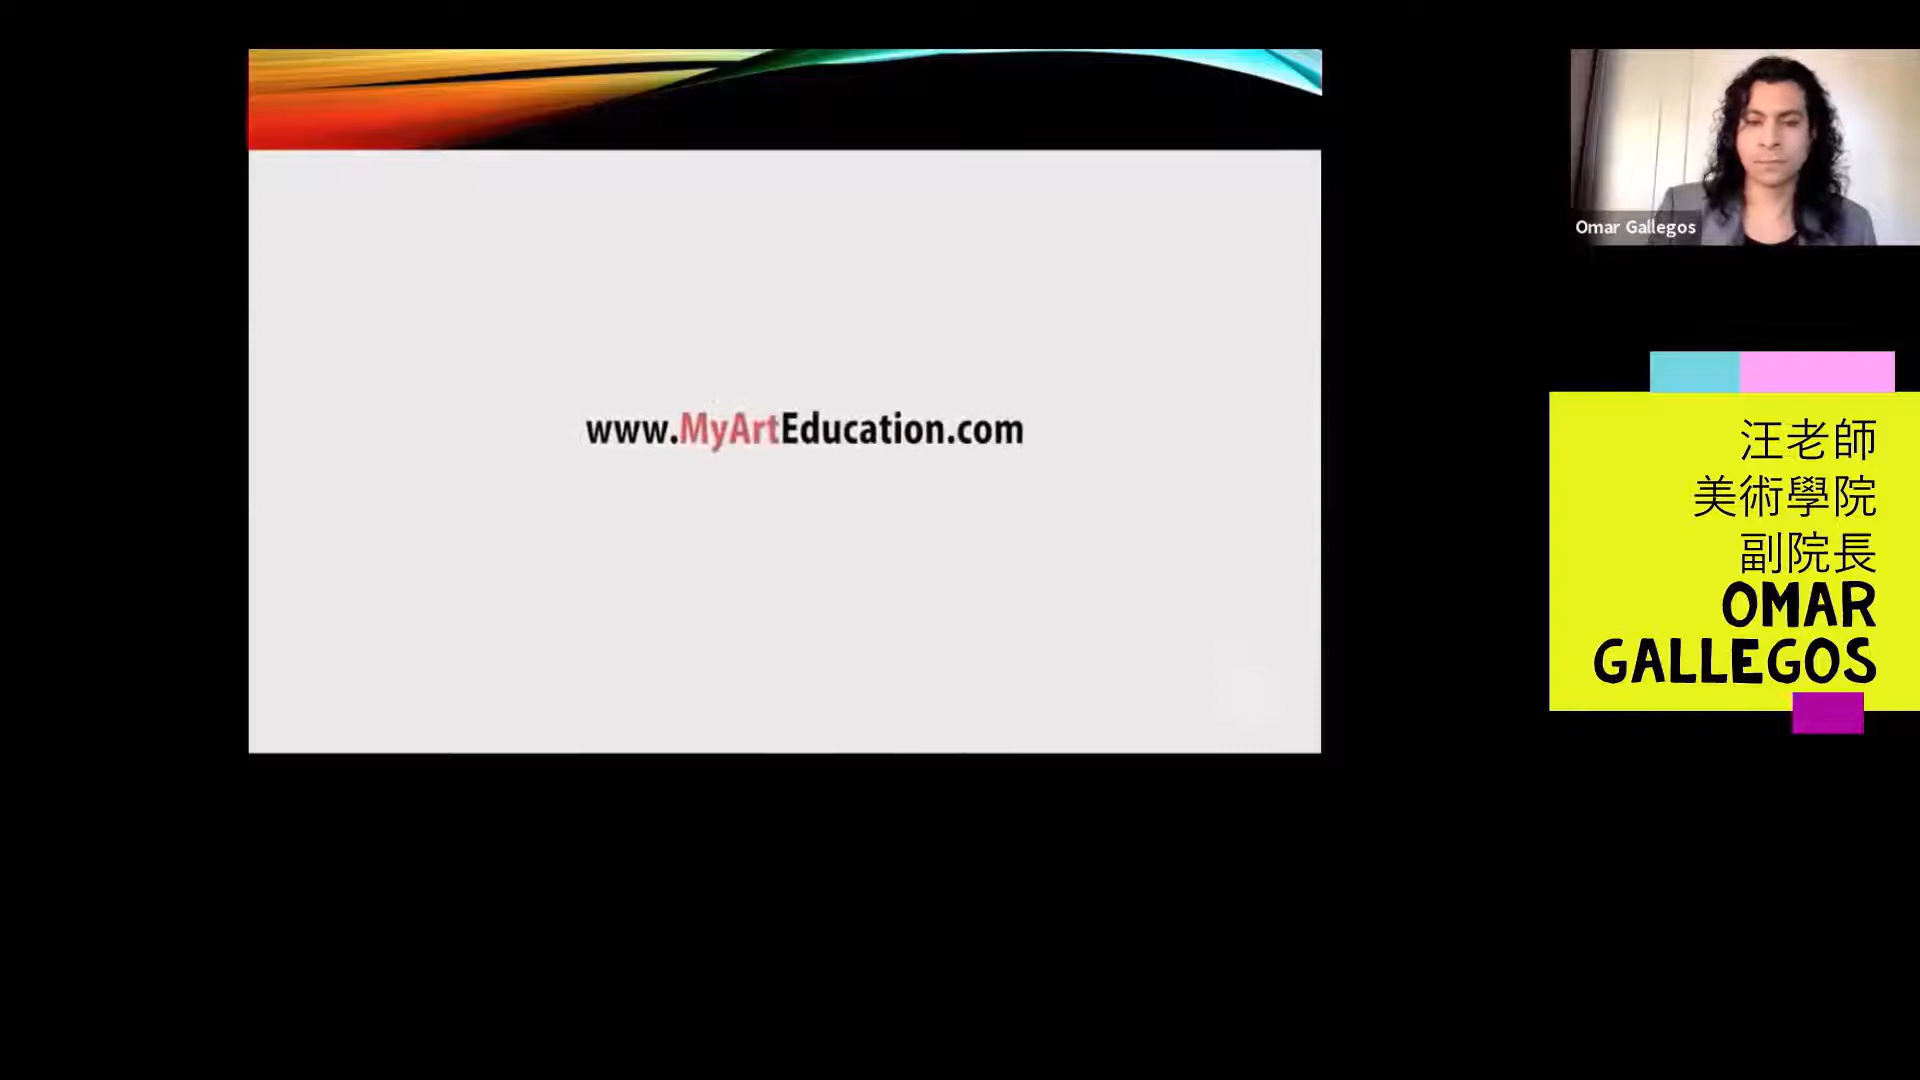 www.MyArtEducation.com
Omar Gallegos
汪老師
美術學院
副院長
OMAR
GALLEGOS